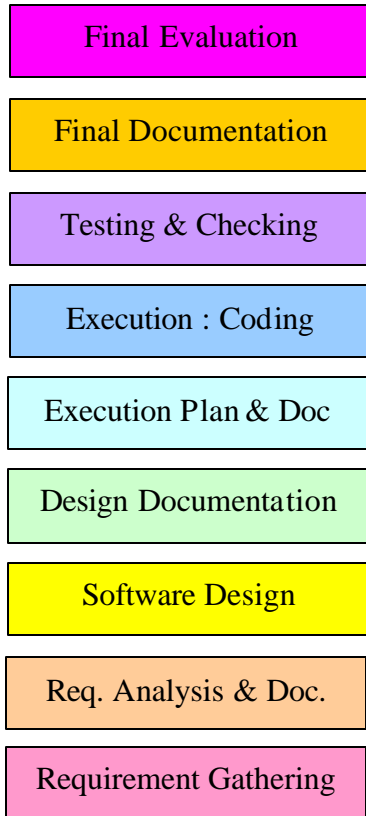 Final Evaluation
Final Documentation
Testing & Checking
Execution : Coding
Execution Plan & Doc
Design Documentation
Software Design
Req. Analysis & Doc.
Requirement Gathering